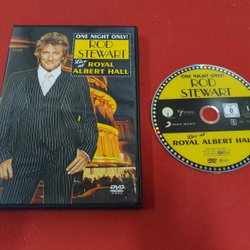 ONE NIGHT ONLY!
ROD
STEWART
Live at
ROYAL
ALBERT HALL
DVD
ONE NIGHT ONLY!
ROD
STEWART
Live at
ROYAL ALBERT HALL
DVD